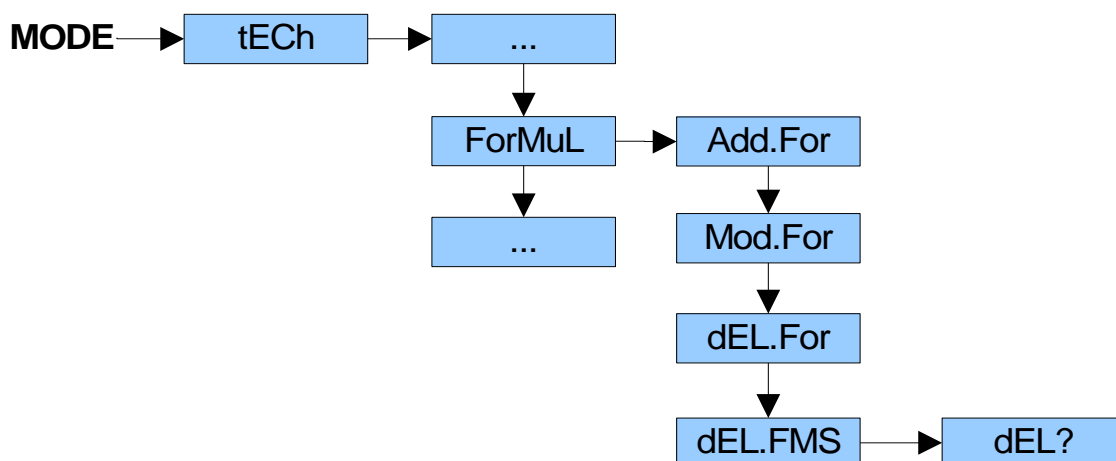 MODE tECh ...
ForMuL Add.For
... Mod.For
dEL.For
dEL.FMS dEL?